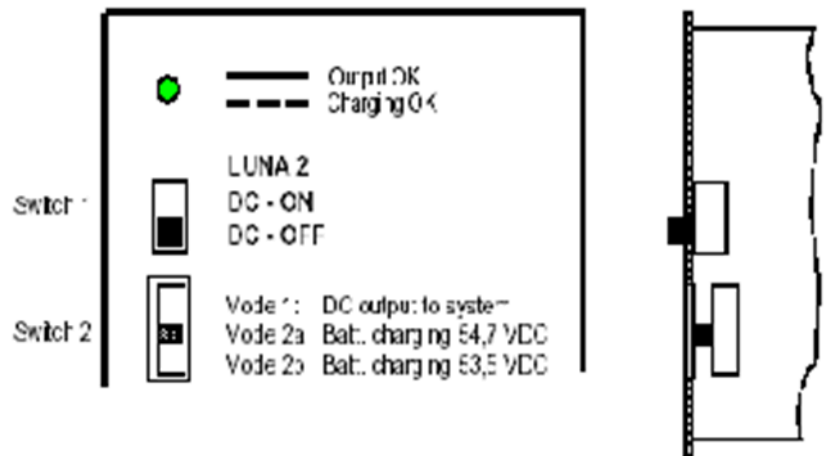 Output OK
Charging OK
LUNA 2
Switch 1
DC - ON
DC - OFF
Mode 1: DC output to system
Switch 2
Mode 2a Batt. charging 54,7 VDC
Mode 2b Batt. charging 53,5 VDC